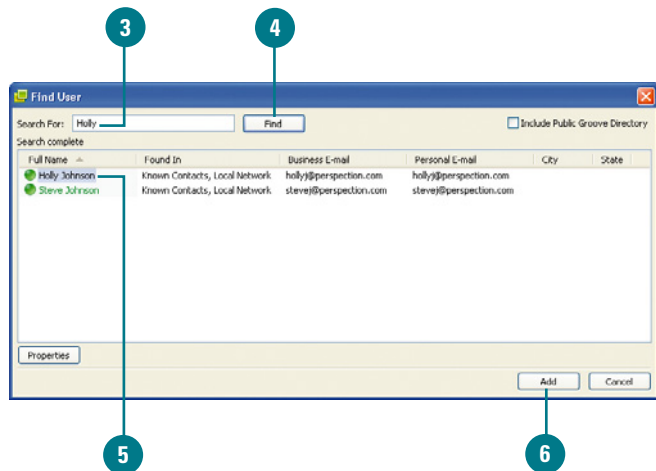 3 4
Find User
Search For: Holly Find Include Public Groove Directory
Search complete
Full Name Found In Business E-mail Personal E-mail City State
Holly Johnson Known Contacts, Local Network hollyj@perspection.com hollyj@perspection.com
Steve Johnson Known Contacts, Local Network stevej@perspection.com stevej@perspection.com
Properties
Add Cancel
5 6